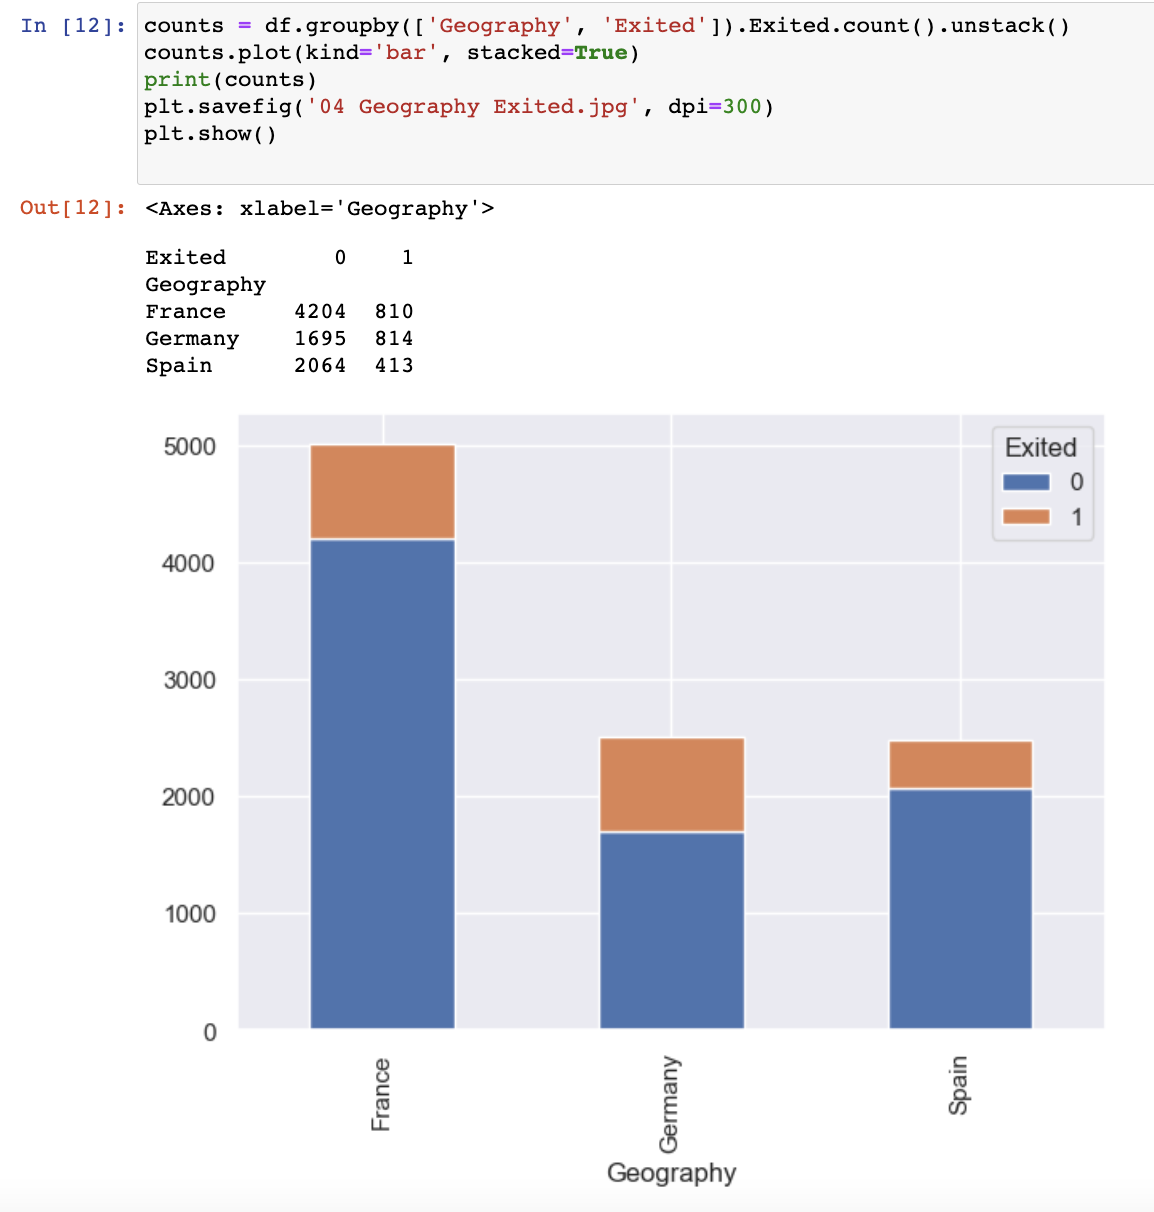 In [12]: counts = df.groupby(['Geography', 'Exited']).Exited.count().unstack()
counts.plot(kind='bar', stacked=True)
print(counts)
plt.savefig('04 Geography Exited.jpg', dpi=300)
plt.show()
Out[12]: <Axes: xlabel='Geography'>
Exited 0 1
Geography
France 4204 810
Germany 1695 814
Spain 2064 413
5000
4000
3000
2000
1000
0
Exited
0
1
France
Germany
Spain
Geography